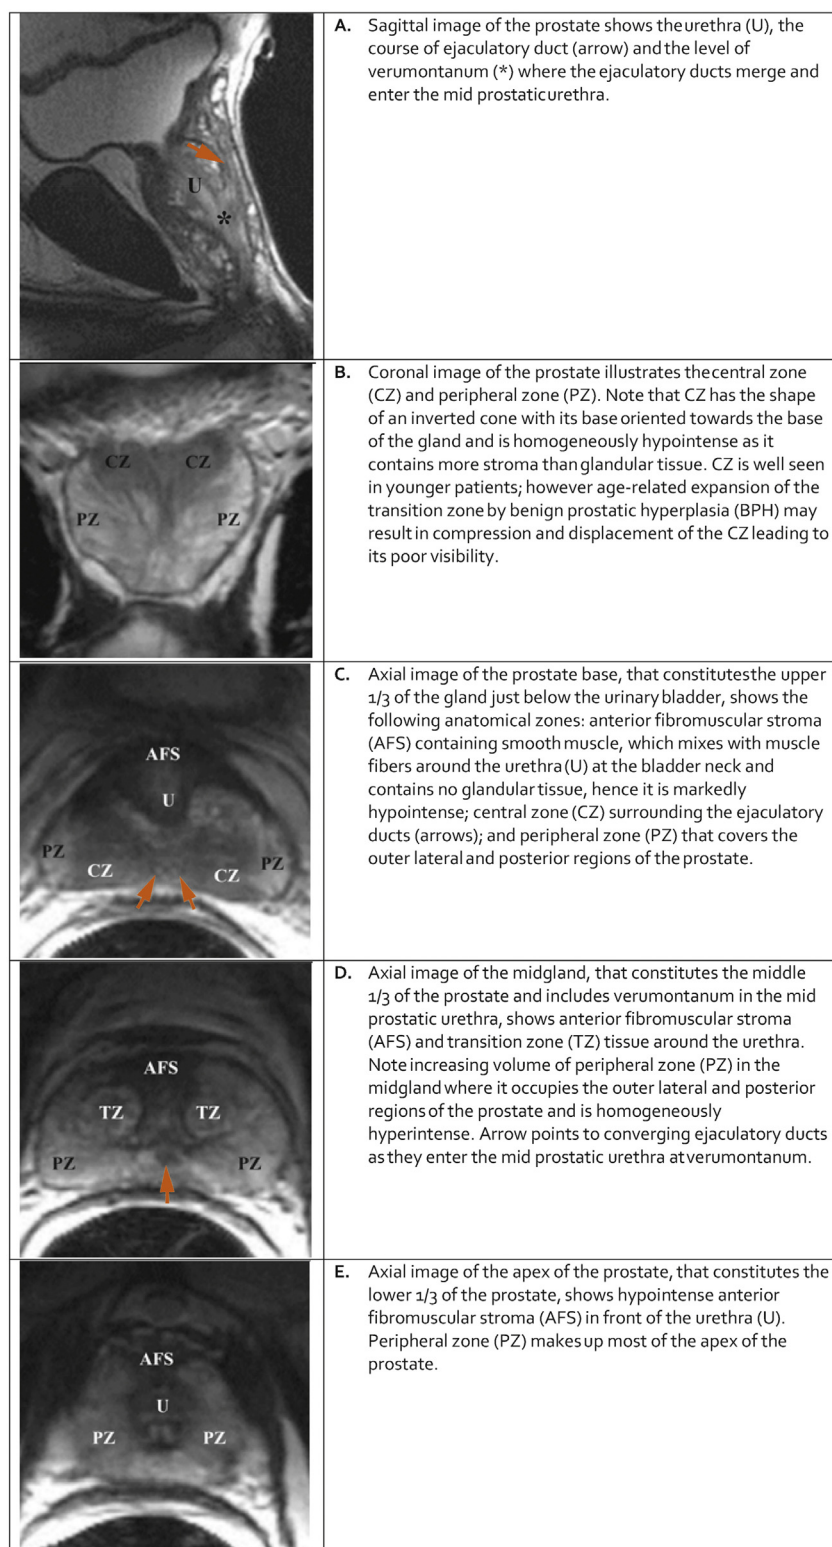 U
*
A. Sagittal image of the prostate shows the urethra (U), the
course of ejaculatory duct (arrow) and the level of
verumontanum (*) where the ejaculatory ducts merge and
enter the mid prostatic urethra.
CZ CZ
PZ PZ
B. Coronal image of the prostate illustrates the central zone
(CZ) and peripheral zone (PZ). Note that CZ has the shape
of an inverted cone with its base oriented towards the base
of the gland and is homogeneously hypointense as it
contains more stroma than glandular tissue. CZ is well seen
in younger patients; however age-related expansion of the
transition zone by benign prostatic hyperplasia (BPH) may
result in compression and displacement of the CZ leading to
its poor visibility.
AFS
U
PZ PZ
CZ CZ
C. Axial image of the prostate base, that constitutes the upper
1/3 of the gland just below the urinary bladder, shows the
following anatomical zones: anterior fibromuscular stroma
(AFS) containing smooth muscle, which mixes with muscle
fibers around the urethra (U) at the bladder neck and
contains no glandular tissue, hence it is markedly
hypointense; central zone (CZ) surrounding the ejaculatory
ducts (arrows); and peripheral zone (PZ) that covers the
outer lateral and posterior regions of the prostate.
AFS
TZ TZ
PZ PZ
D. Axial image of the midgland, that constitutes the middle
1/3 of the prostate and includes verumontanum in the mid
prostatic urethra, shows anterior fibromuscular stroma
(AFS) and transition zone (TZ) tissue around the urethra.
Note increasing volume of peripheral zone (PZ) in the
midgland where it occupies the outer lateral and posterior
regions of the prostate and is homogeneously
hyperintense. Arrow points to converging ejaculatory ducts
as they enter the mid prostatic urethra at verumontanum.
AFS
U
PZ PZ
E. Axial image of the apex of the prostate, that constitutes the
lower 1/3 of the prostate, shows hypointense anterior
fibromuscular stroma (AFS) in front of the urethra (U).
Peripheral zone (PZ) makes up most of the apex of the
prostate.